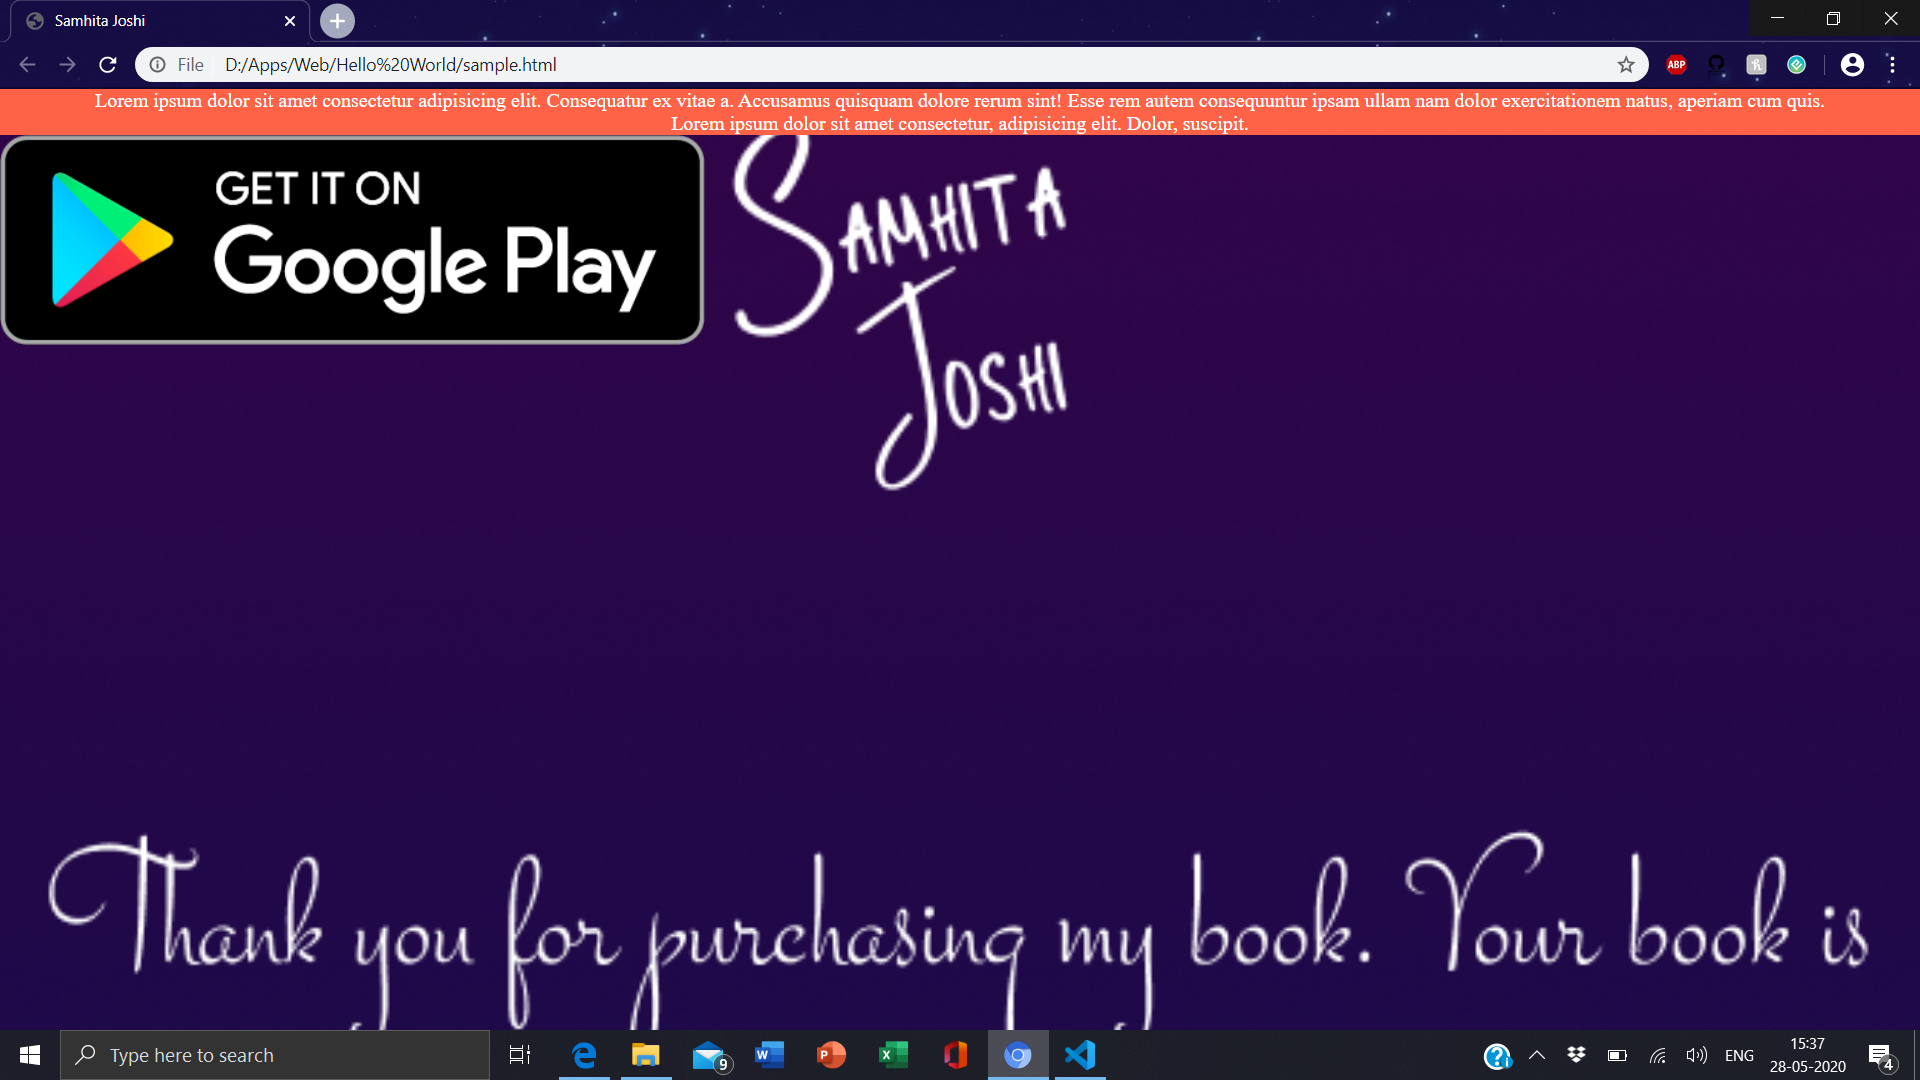 Samhita Joshi
File D:/Apps/Web/Hello%20World/sample.html
ABP
Lorem ipsum dolor sit amet consectetur adipisicing elit. Consequatur ex vitae a. Accusamus quisquam dolore rerum sint! Esse rem autem consequuntur ipsam ullam nam dolor exercitationem natus, aperiam cum quis.
Lorem ipsum dolor sit amet consectetur, adipisicing elit. Dolor, suscipit.
GET IT ON
Google Play
SAMHITA
JOSHI
Thank you for purchasing my book. Your book is
Type here to search
9
W
P
X
ENG
15:37
28-05-2020
4